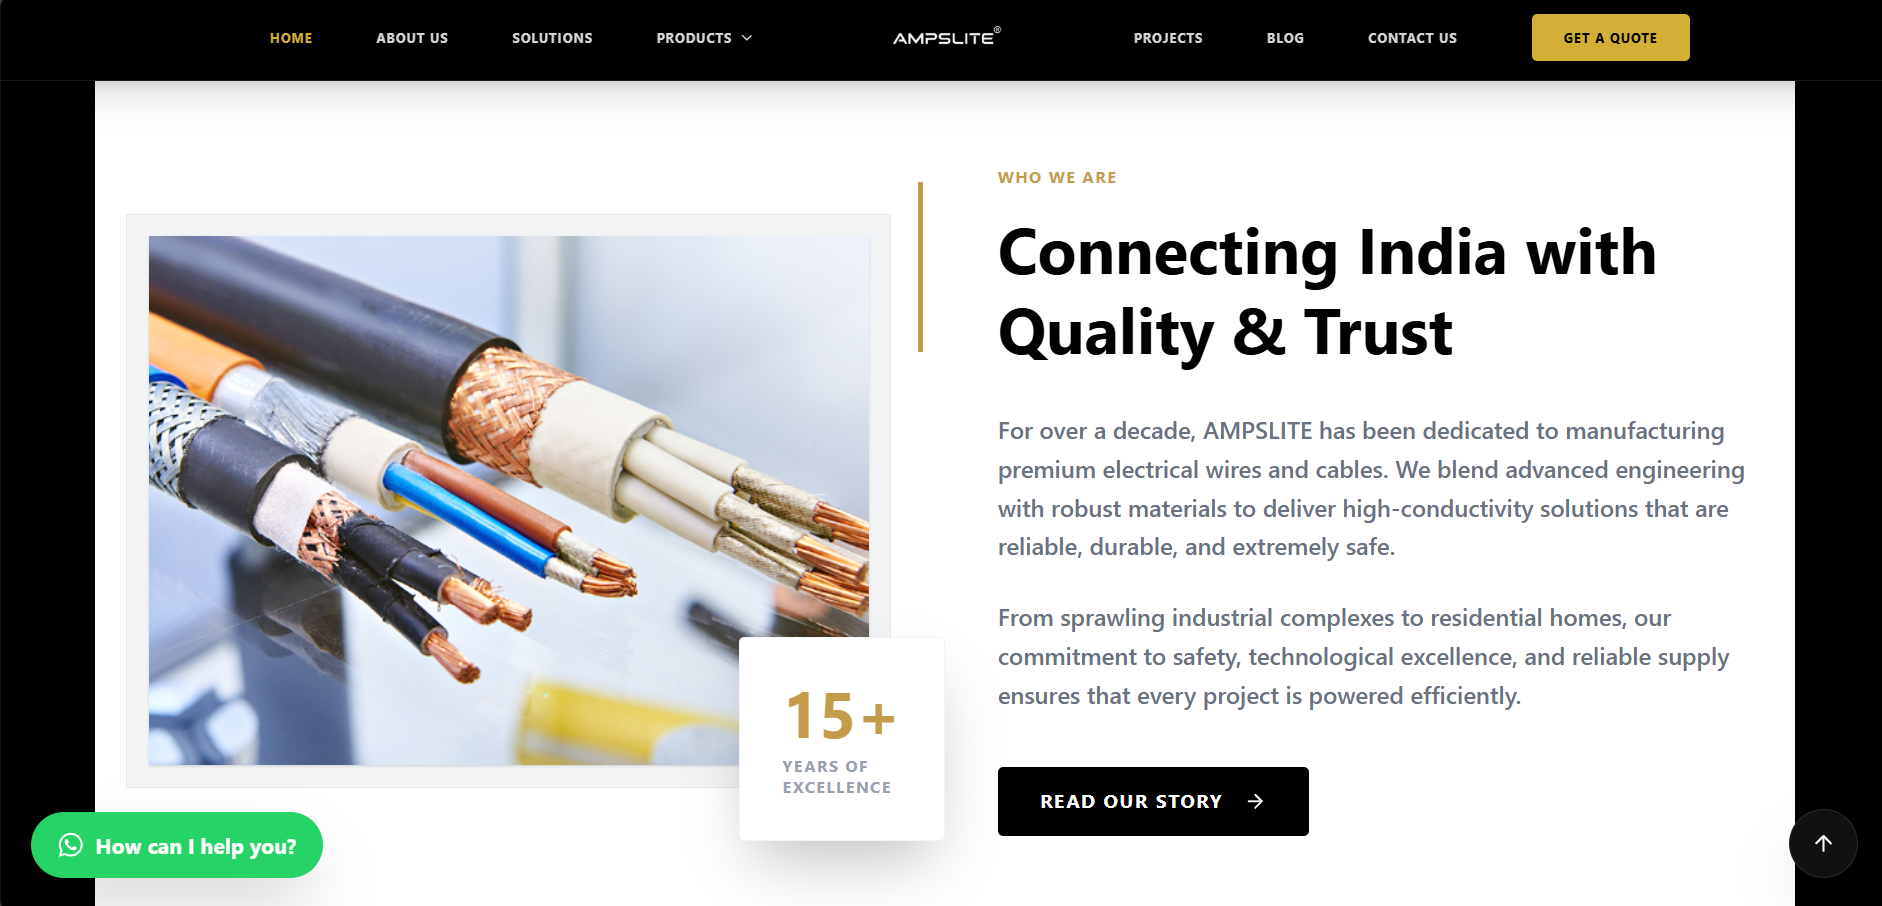 HOME
ABOUT US
SOLUTIONS
PRODUCTS
AMPSLITE®
PROJECTS
BLOG
CONTACT US
GET A QUOTE
WHO WE ARE
Connecting India with
Quality & Trust
For over a decade, AMPSLITE has been dedicated to manufacturing
premium electrical wires and cables. We blend advanced engineering
with robust materials to deliver high-conductivity solutions that are
reliable, durable, and extremely safe.
From sprawling industrial complexes to residential homes, our
commitment to safety, technological excellence, and reliable supply
ensures that every project is powered efficiently.
15+
YEARS OF
EXCELLENCE
READ OUR STORY
How can I help you?